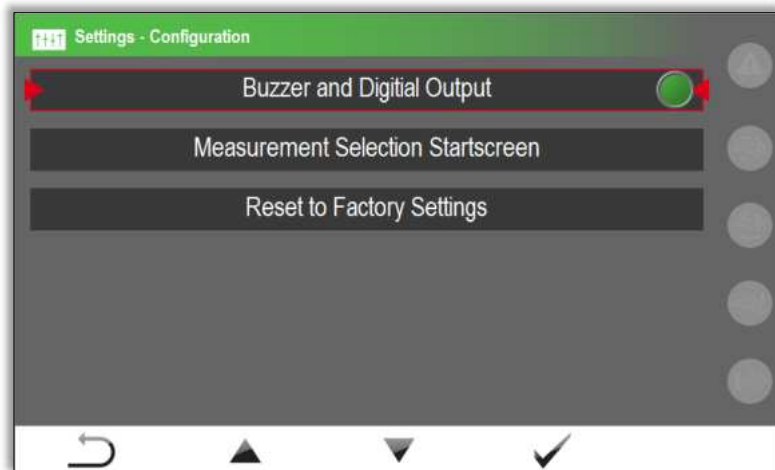 Settings - Configuration
Buzzer and Digitial Output
Measurement Selection Startscreen
Reset to Factory Settings